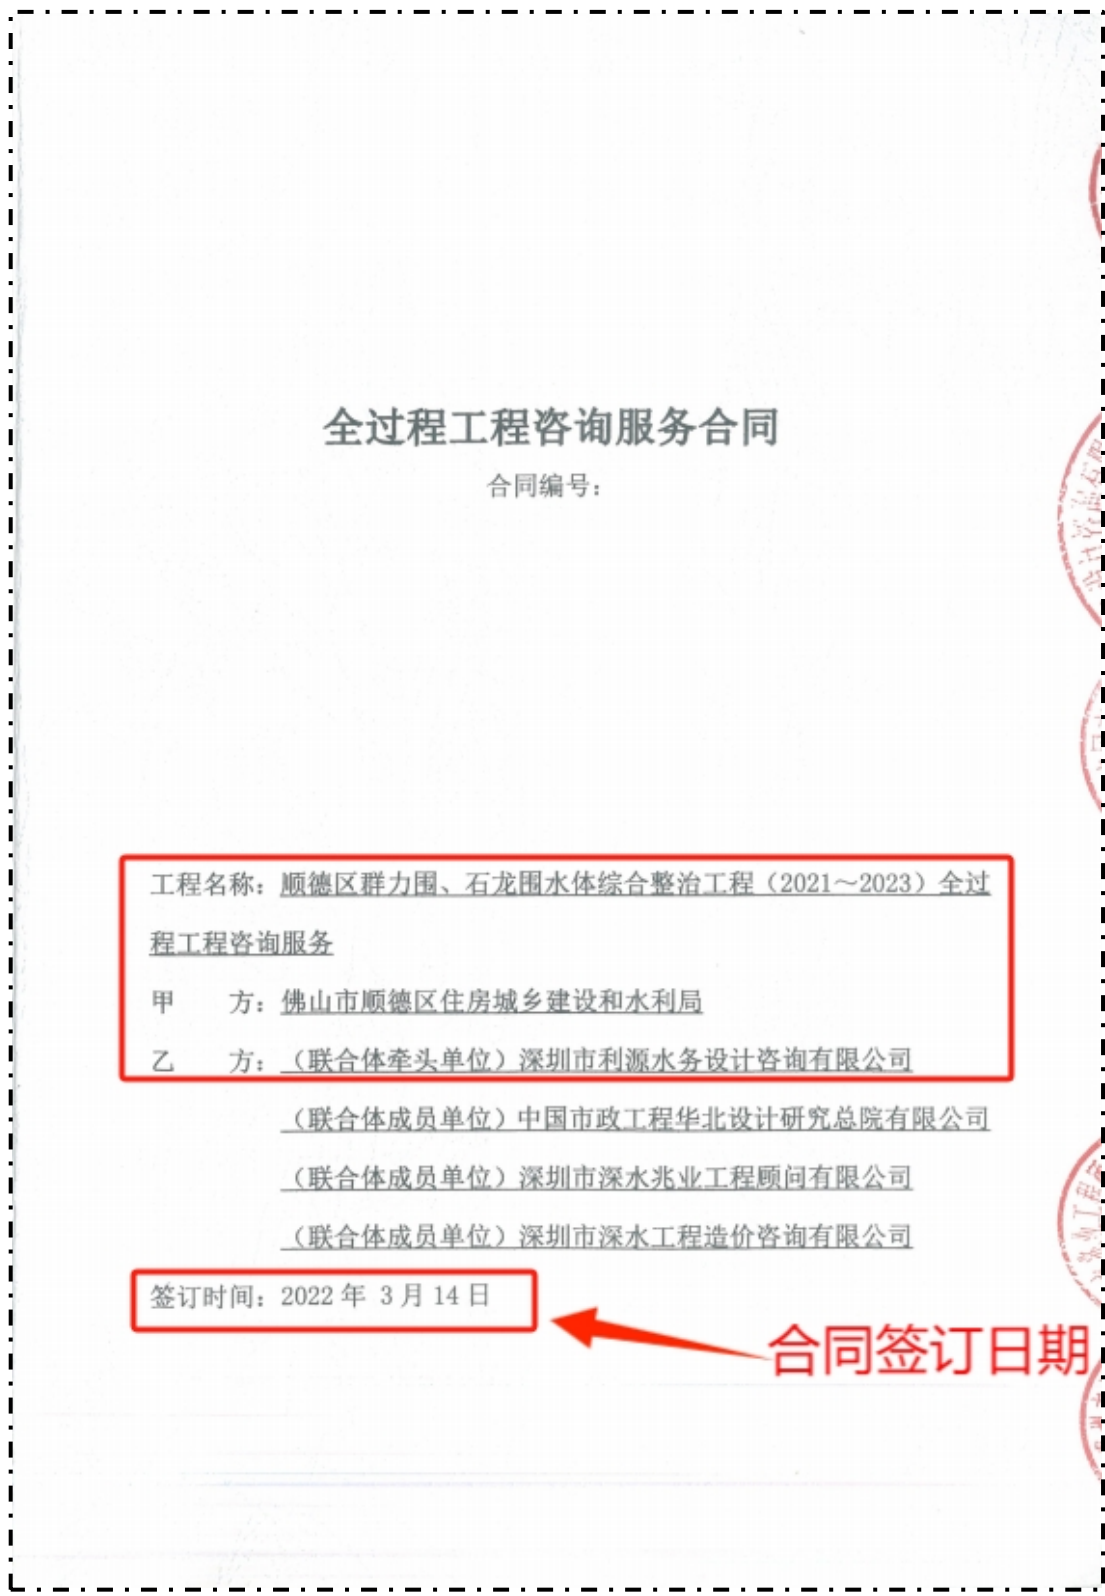 全过程工程咨询服务合同
合同编号：
工程名称：顺德区群力围、石龙围水体综合整治工程（2021～2023）全过
程工程咨询服务
甲　　方：佛山市顺德区住房城乡建设和水利局
乙　　方：（联合体牵头单位）深圳市利源水务设计咨询有限公司
（联合体成员单位）中国市政工程华北设计研究总院有限公司
（联合体成员单位）深圳市深水兆业工程顾问有限公司
（联合体成员单位）深圳市深水工程造价咨询有限公司
签订时间：2022 年 3 月 14 日
合同签订日期